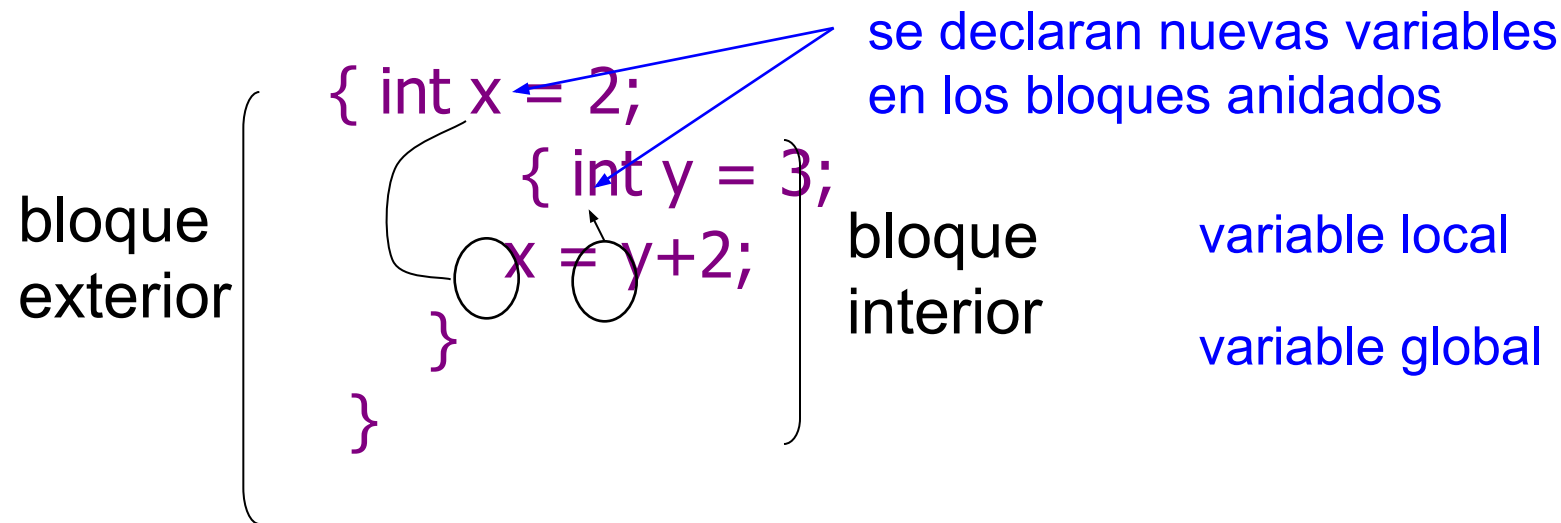 se declaran nuevas variables
en los bloques anidados
{ int x = 2;
{ int y = 3;
x = y+2;
}
}
bloque
exterior
bloque
interior
variable local
variable global